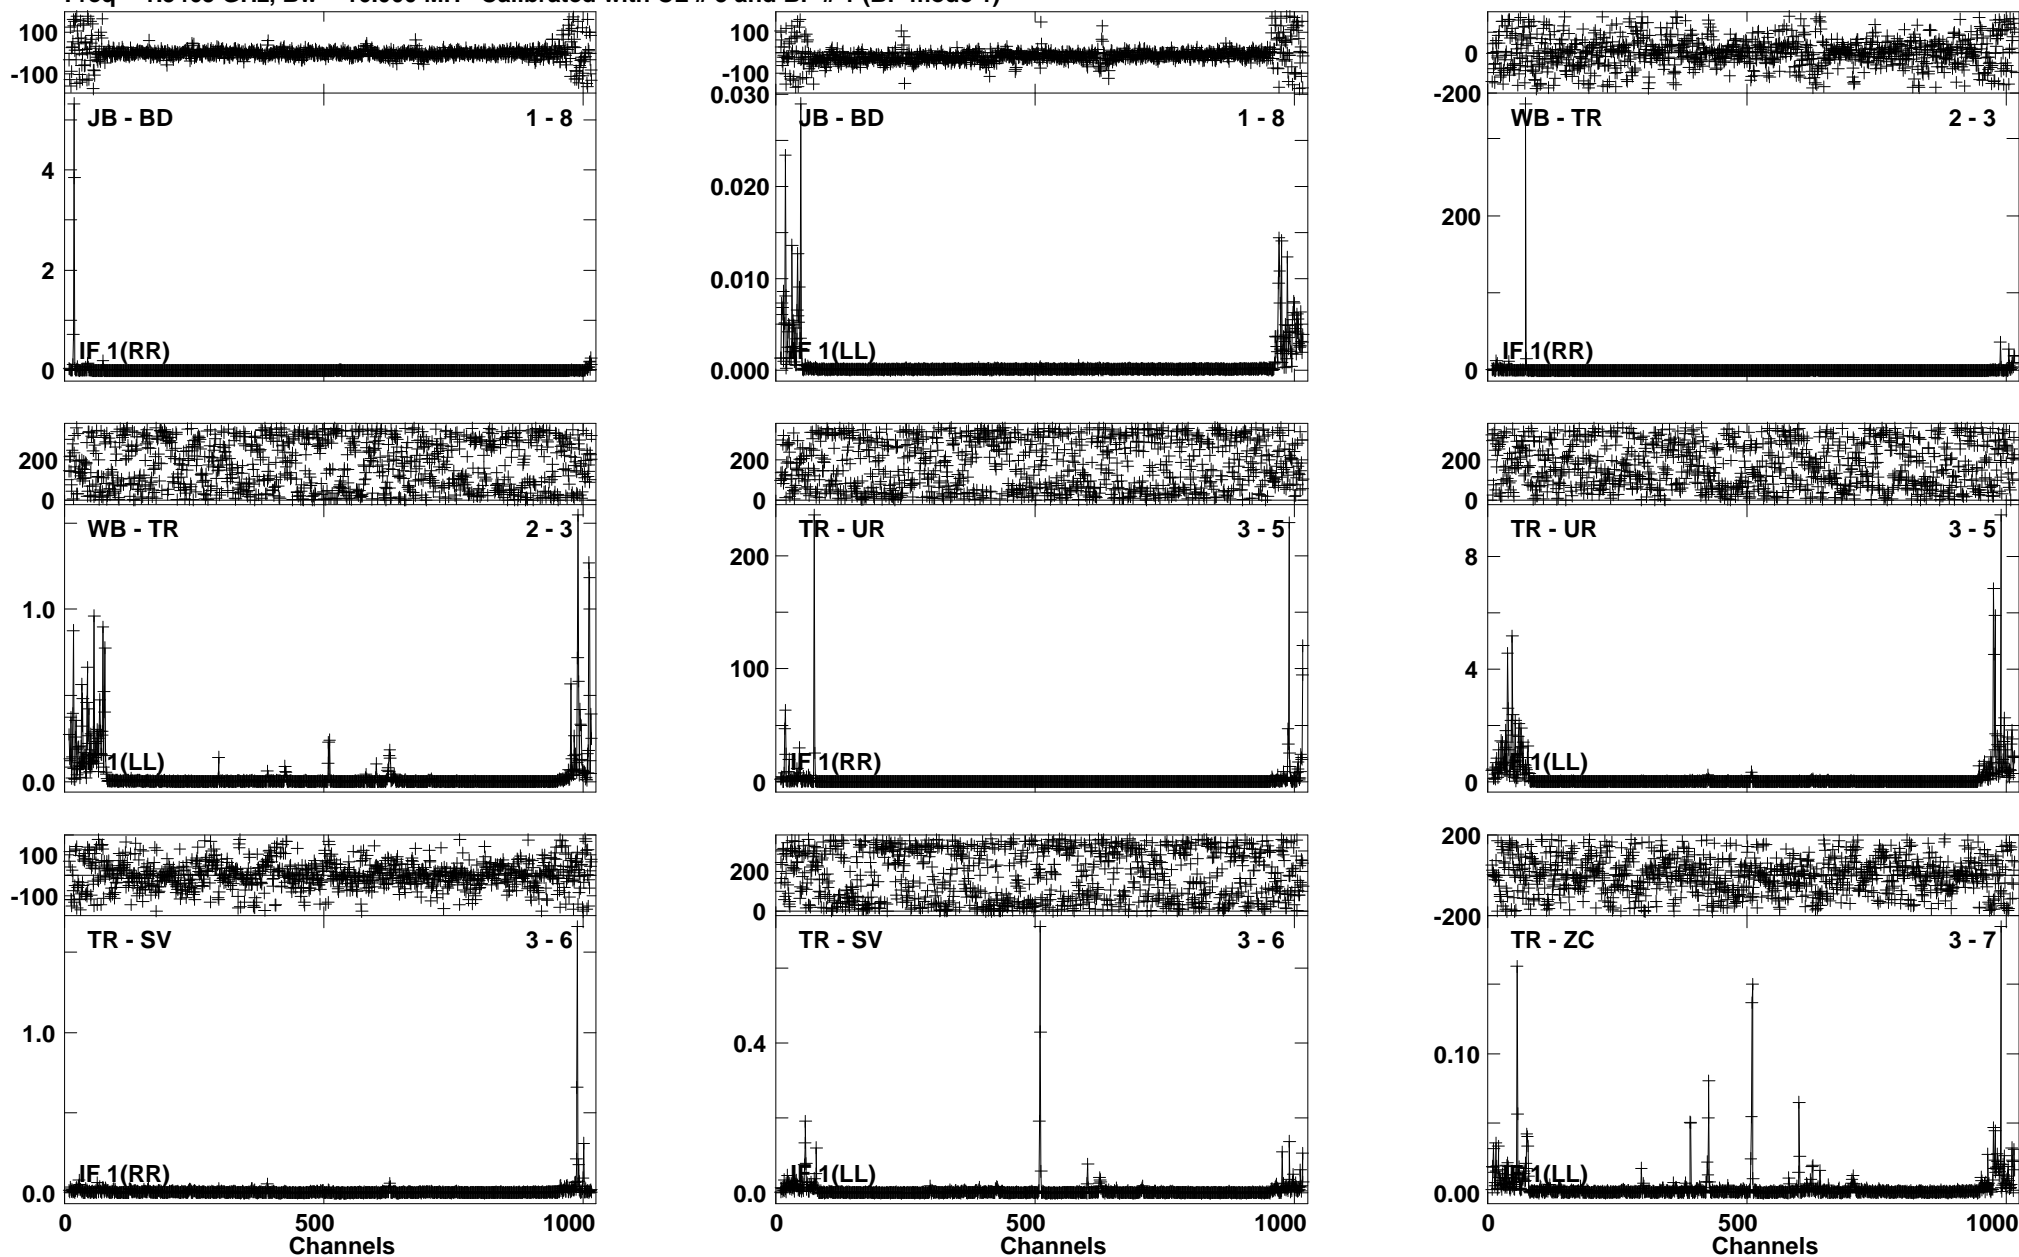 100
-100
JB - BD 1 - 8
4
2
0
IF 1(RR)
100
-100
0.030
JB - BD 1 - 8
0.020
0.010
0.000
IF 1(LL)
0
-200
WB - TR 2 - 3
200
0
IF 1(RR)
200
0
WB - TR 2 - 3
1.0
0.0
1(LL)
200
0
TR - UR 3 - 5
200
100
0
IF 1(RR)
200
0
TR - UR 3 - 5
8
4
0
1(LL)
100
-100
TR - SV 3 - 6
1.0
0.0
IF 1(RR)
0 500 1000
Channels
200
0
TR - SV 3 - 6
0.4
0.0
IF 1(LL)
0 500 1000
Channels
200
-200
TR - ZC 3 - 7
0.10
0.00
IF 1(LL)
0 500 1000
Channels